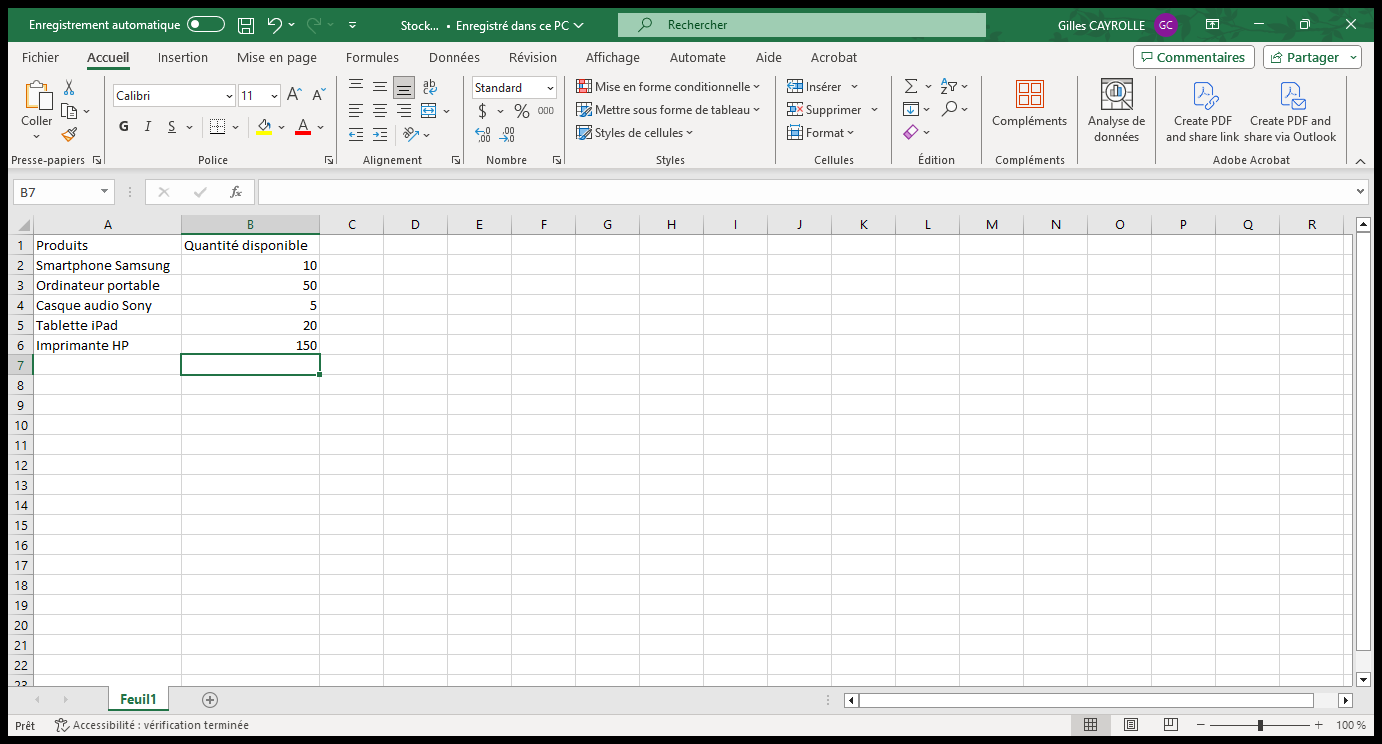 Enregistrement automatique Stock... • Enregistré dans ce PC Rechercher Gilles CAYROLLE GC
Fichier Accueil Insertion Mise en page Formules Données Révision Affichage Automate Aide Acrobat Commentaires Partager
Coller
Presse-papiers
Calibri 11
G I S A
Police
ab
Alignement
Standard
$ % 000
Nombre
Mise en forme conditionnelle
Mettre sous forme de tableau
Styles de cellules
Styles
Insérer
Supprimer
Format
Cellules
Édition
Compléments
Compléments
Analyse de
données
Create PDF
and share link
Create PDF and
share via Outlook
Adobe Acrobat
B7 fx
A B C D E F G H I J K L M N O P Q R
1 Produits Quantité disponible
2 Smartphone Samsung 10
3 Ordinateur portable 50
4 Casque audio Sony 5
5 Tablette iPad 20
6 Imprimante HP 150
7
8
9
10
11
12
13
14
15
16
17
18
19
20
21
22
23
Feuil1
Prêt Accessibilité : vérification terminée 100 %